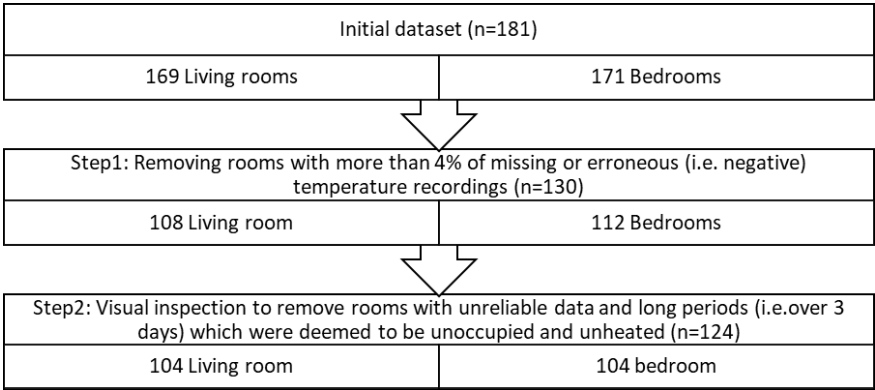 Initial dataset (n=181)
169 Living rooms
171 Bedrooms
Step1: Removing rooms with more than 4% of missing or erroneous (i.e. negative)
temperature recordings (n=130)
108 Living room
112 Bedrooms
Step2: Visual inspection to remove rooms with unreliable data and long periods (i.e.over 3
days) which were deemed to be unoccupied and unheated (n=124)
104 Living room
104 bedroom